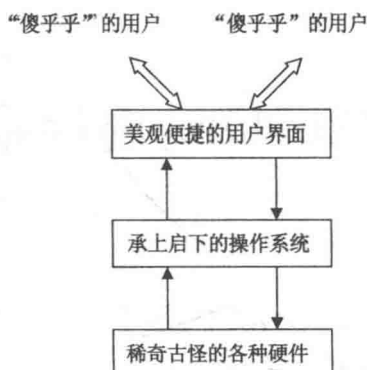 “傻乎乎”的用户
“傻乎乎”的用户
美观便捷的用户界面
承上启下的操作系统
稀奇古怪的各种硬件